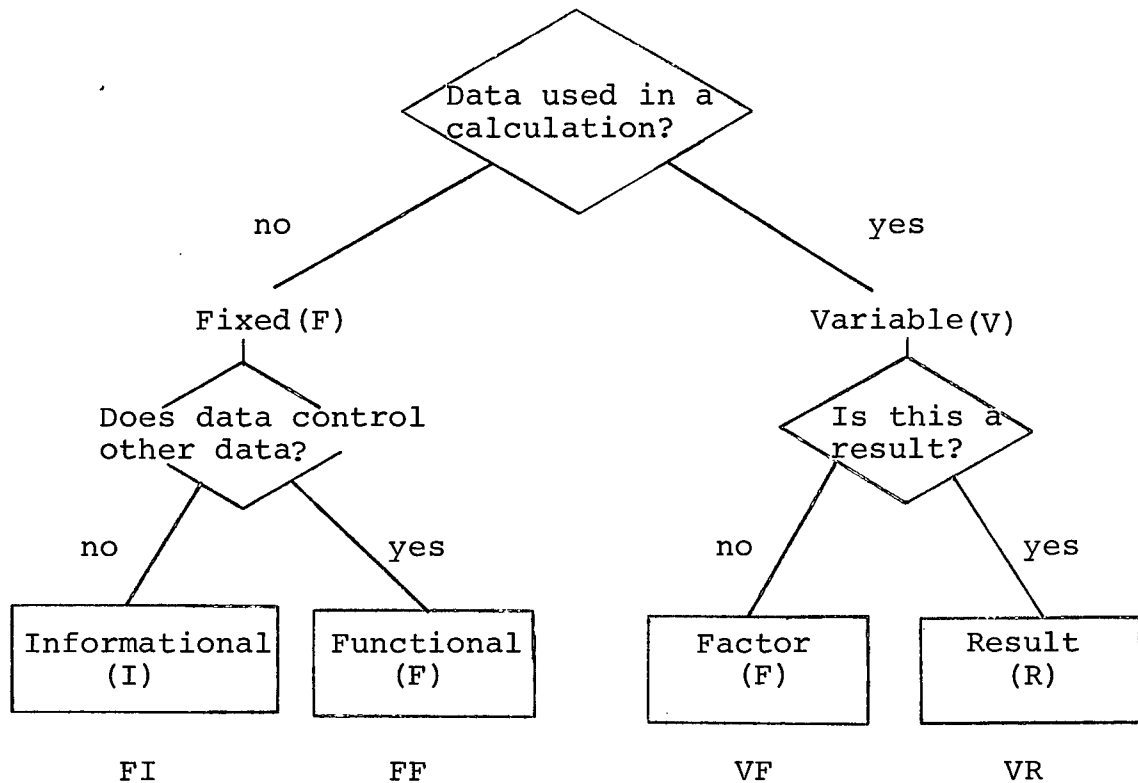 Data used in a
calculation?
no
yes
Fixed(F)
Variable(V)
Does data control
other data?
Is this a
result?
no
yes
no
yes
Informational
(I)
Functional
(F)
Factor
(F)
Result
(R)
FI
FF
VF
VR